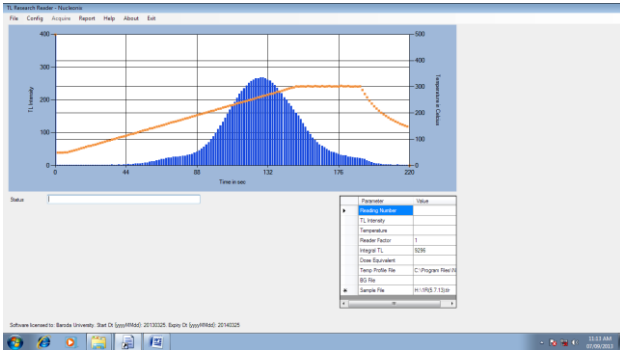 TL Research Reader - Nucleonix
File Config Acquire Report Help About Exit
400
300
200
100
0
TL Intensity
500
400
300
200
100
0
Temperature in Celsius
0 44 88 132 176 220
Time in sec
Status
Parameter Value
Reading Number
TL Intensity
Temperature
Reader Factor 1
Integral TL 9286
Dose Equivalent
Temp Profile File C:\Program Files\N
BG File
Sample File
Software licensed to: Baroda University. Start Dt (yyyyMMdd): 20130325. Expiry Dt (yyyyMMdd): 20140325
11:13 AM
07/09/2013